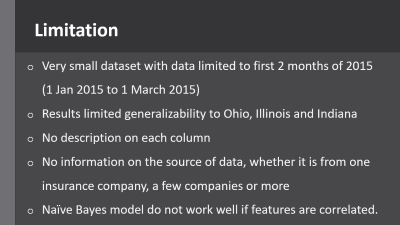 Limitation
○ Very small dataset with data limited to first 2 months of 2015
(1 Jan 2015 to 1 March 2015)
○ Results limited generalizability to Ohio, Illinois and Indiana
○ No description on each column
○ No information on the source of data, whether it is from one
insurance company, a few companies or more
○ Naïve Bayes model do not work well if features are correlated.